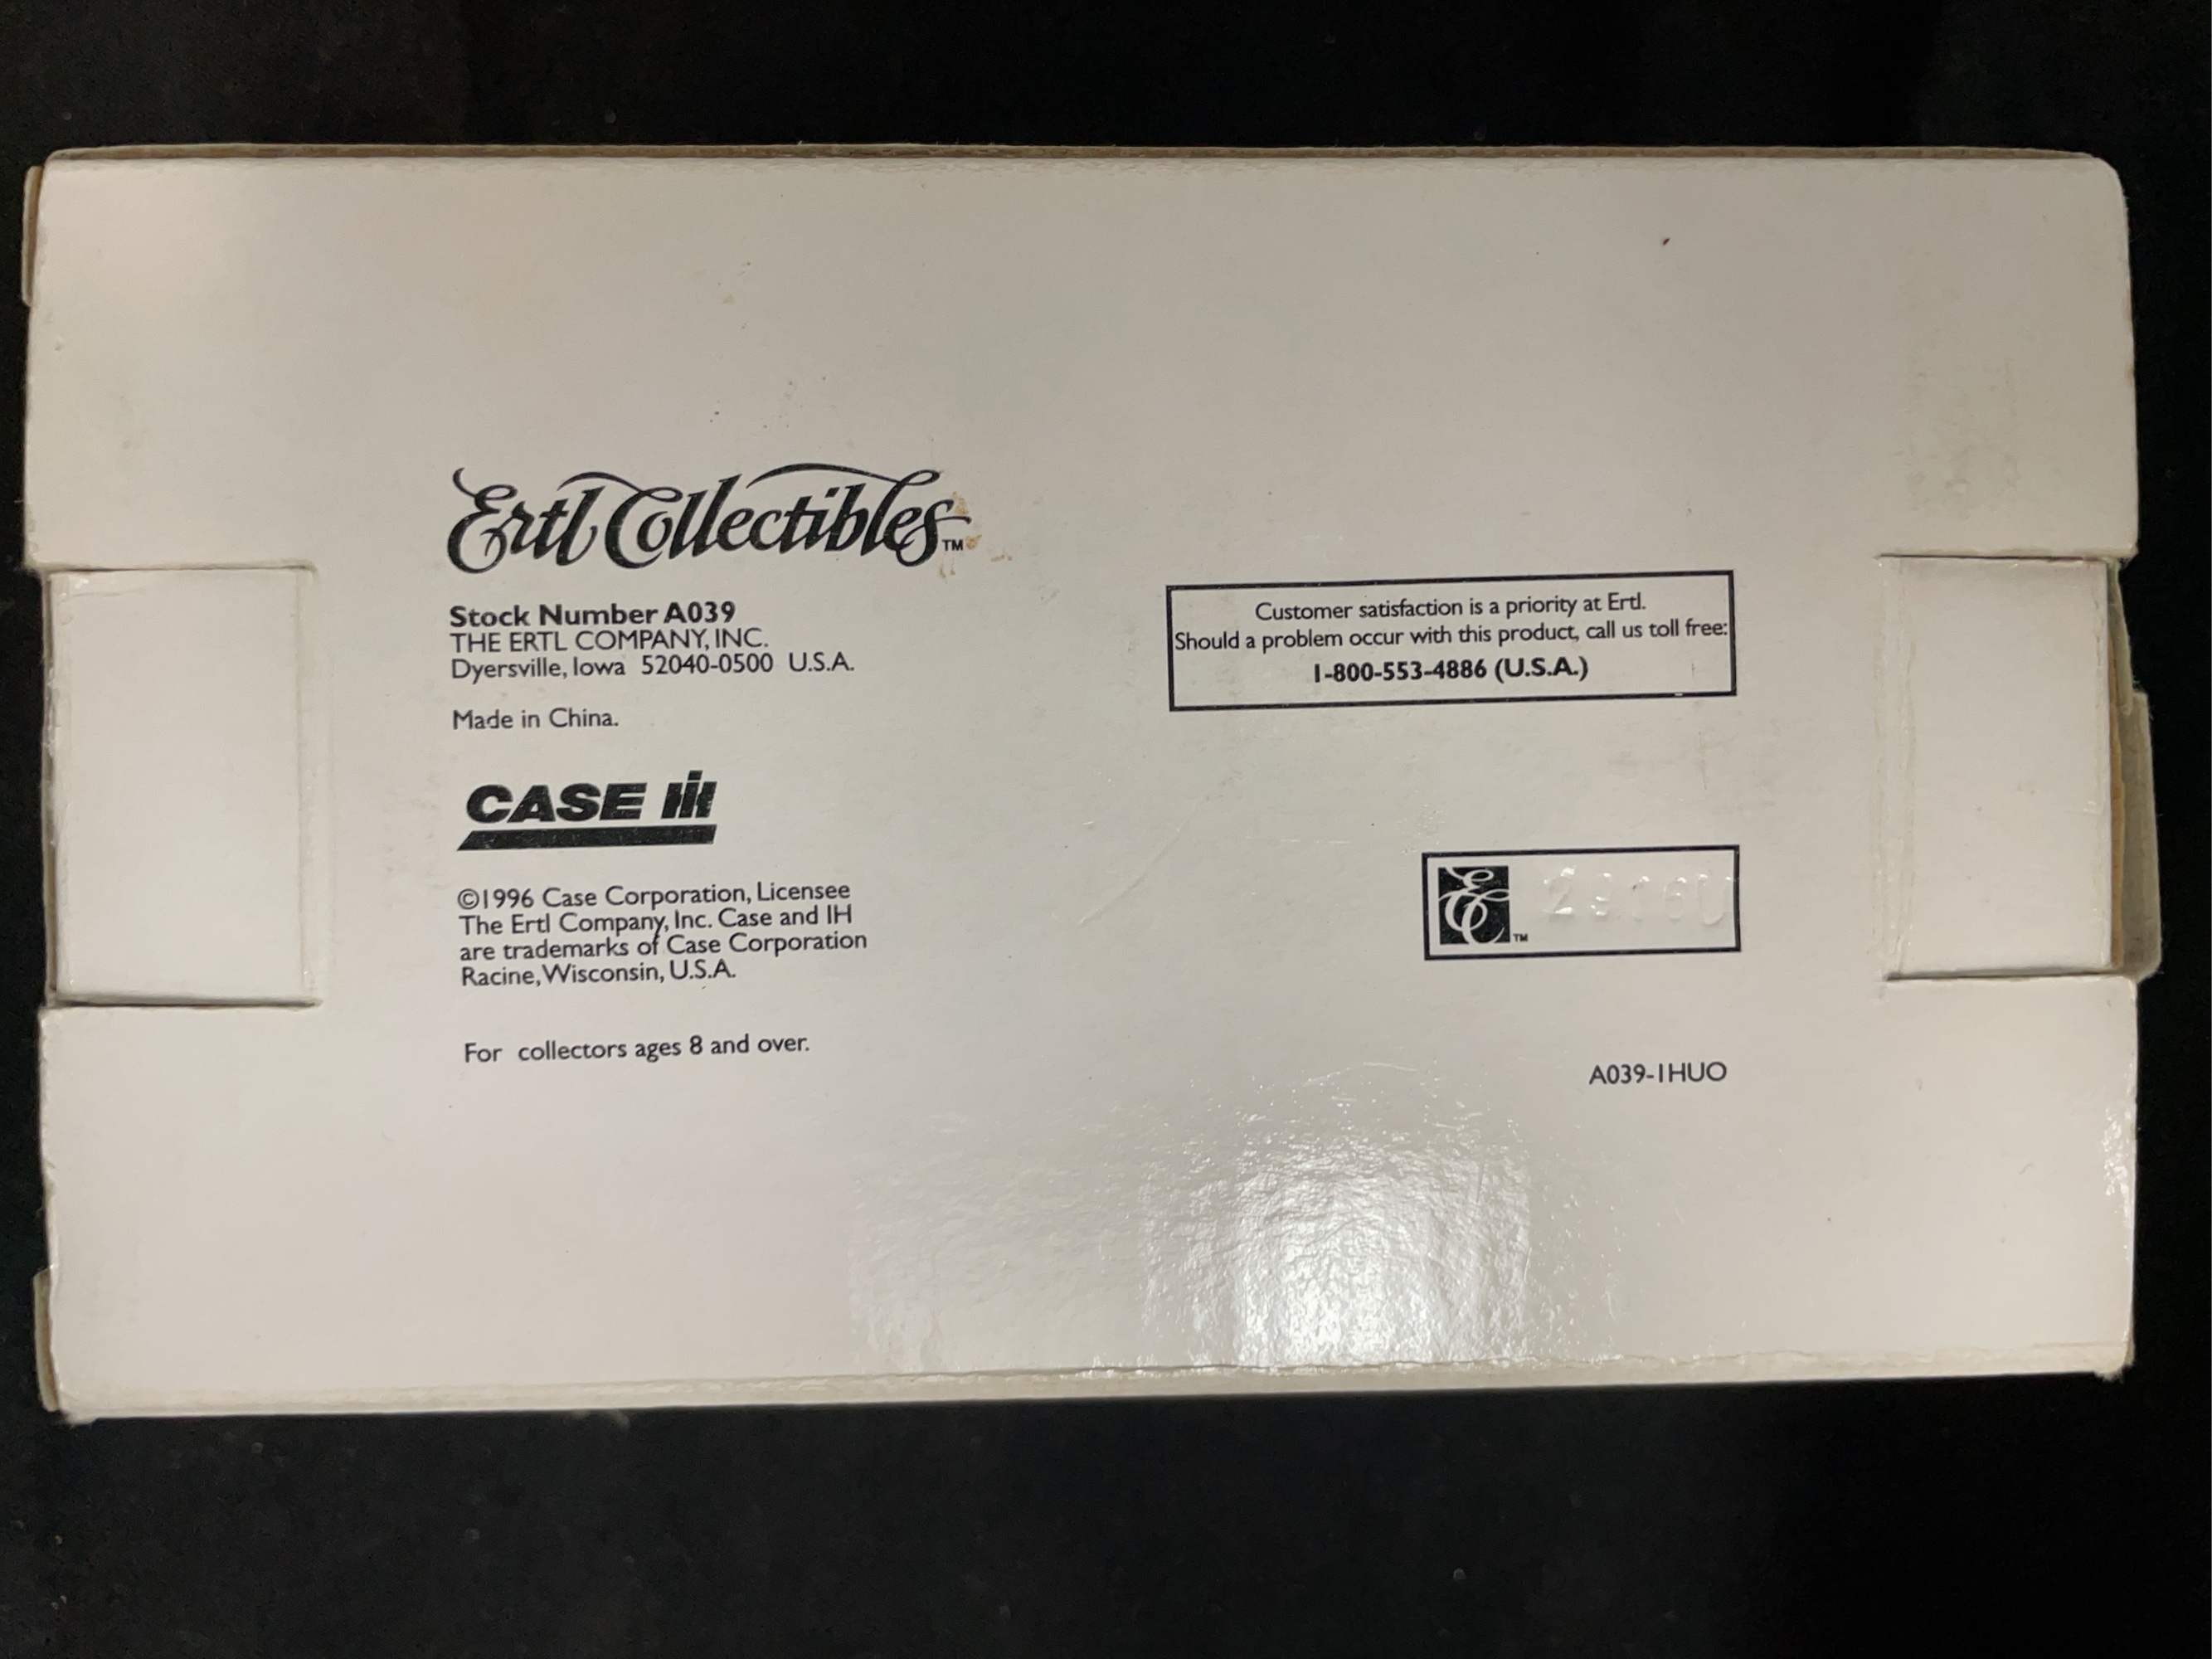 Ertl Collectibles™
Stock Number A039
THE ERTL COMPANY, INC.
Dyersville, Iowa 52040-0500 U.S.A.
Made in China.
CASE IH
©1996 Case Corporation, Licensee
The Ertl Company, Inc. Case and IH
are trademarks of Case Corporation
Racine, Wisconsin, U.S.A.
For collectors ages 8 and over.
Customer satisfaction is a priority at Ertl.
Should a problem occur with this product, call us toll free:
1-800-553-4886 (U.S.A.)
EC™
A039-1HUO